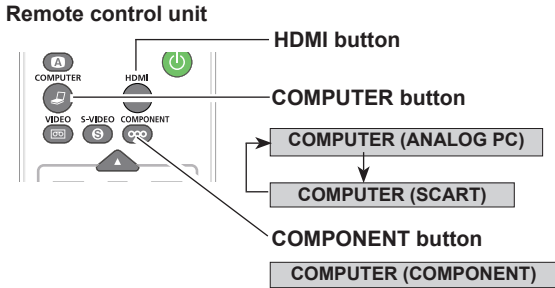 Remote control unit
HDMI button
A
COMPUTER
HDMI
COMPUTER button
VIDEO S-VIDEO COMPONENT
S
COMPUTER (ANALOG PC)
COMPUTER (SCART)
COMPONENT button
COMPUTER (COMPONENT)